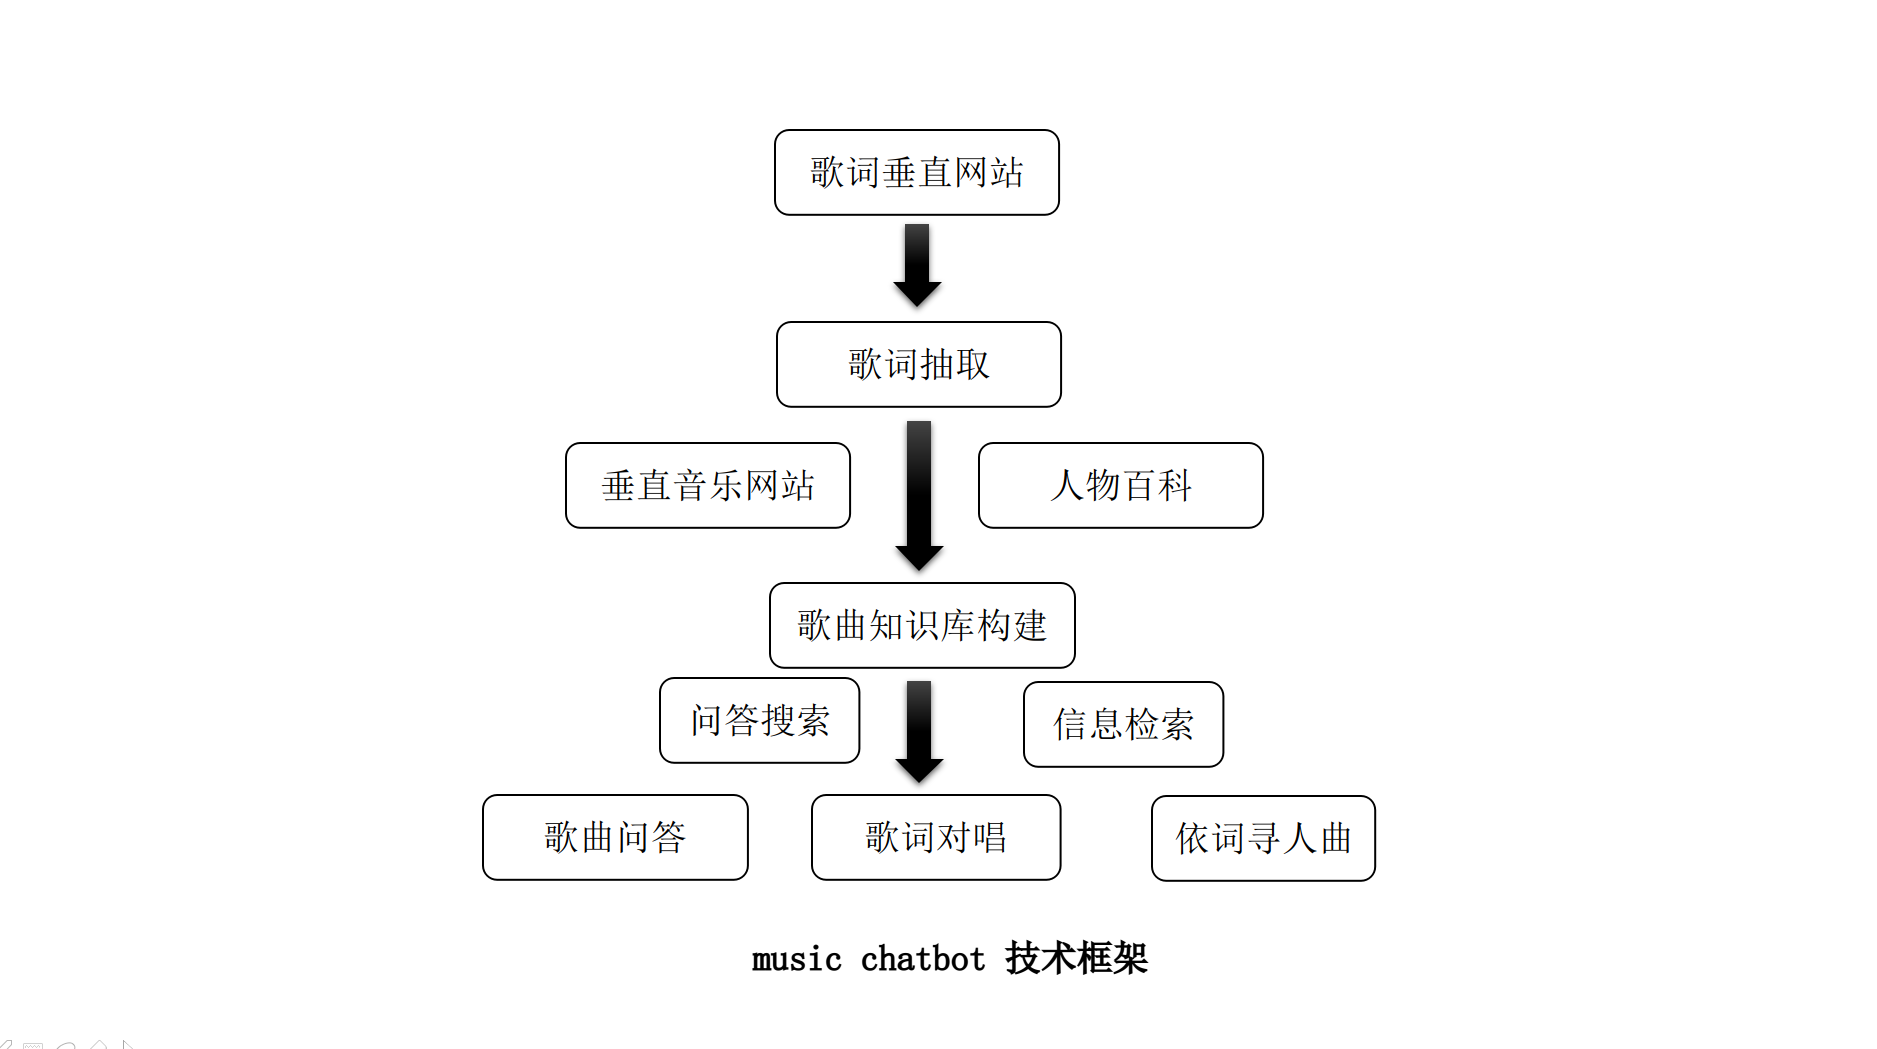 歌词垂直网站
歌词抽取
垂直音乐网站
人物百科
歌曲知识库构建
问答搜索
信息检索
歌曲问答
歌词对唱
依词寻人曲
music chatbot 技术框架